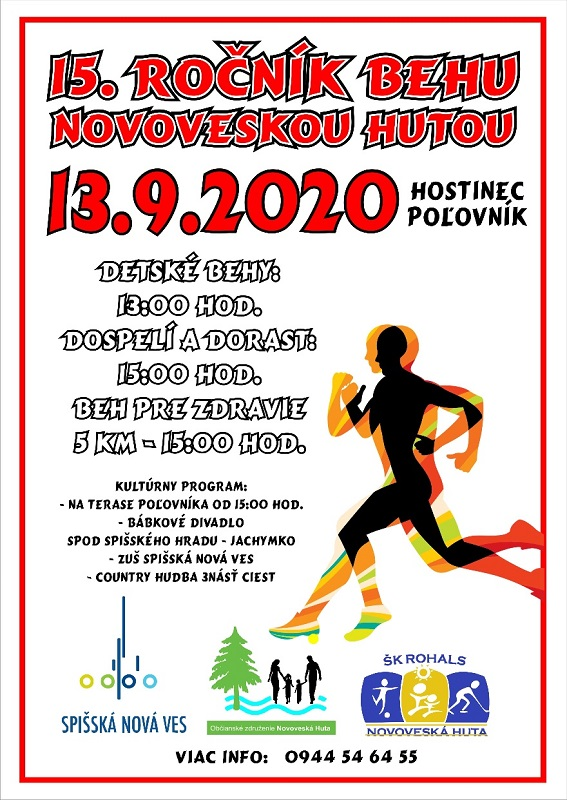 15. ROČNÍK BEHU
NOVOVESKOU HUTOU
13.9.2020
HOSTINEC
POĽOVNÍK
DETSKÉ BEHY:
13:00 HOD.
DOSPELÍ A DORAST:
15:00 HOD.
BEH PRE ZDRAVIE
5 KM - 15:00 HOD.
KULTÚRNY PROGRAM:
- NA TERASE POĽOVNÍKA OD 15:00 HOD.
- BÁBKOVÉ DIVADLO
SPOD SPIŠSKÉHO HRADU - JACHYMKO
- ZUŠ SPIŠSKÁ NOVÁ VES
- COUNTRY HUDBA 3NÁSŤ CIEST
SPIŠSKÁ NOVÁ VES
Občianske združenie Novoveská Huta
ŠK ROHALS
NOVOVESKÁ HUTA
VIAC INFO: 0944 54 64 55